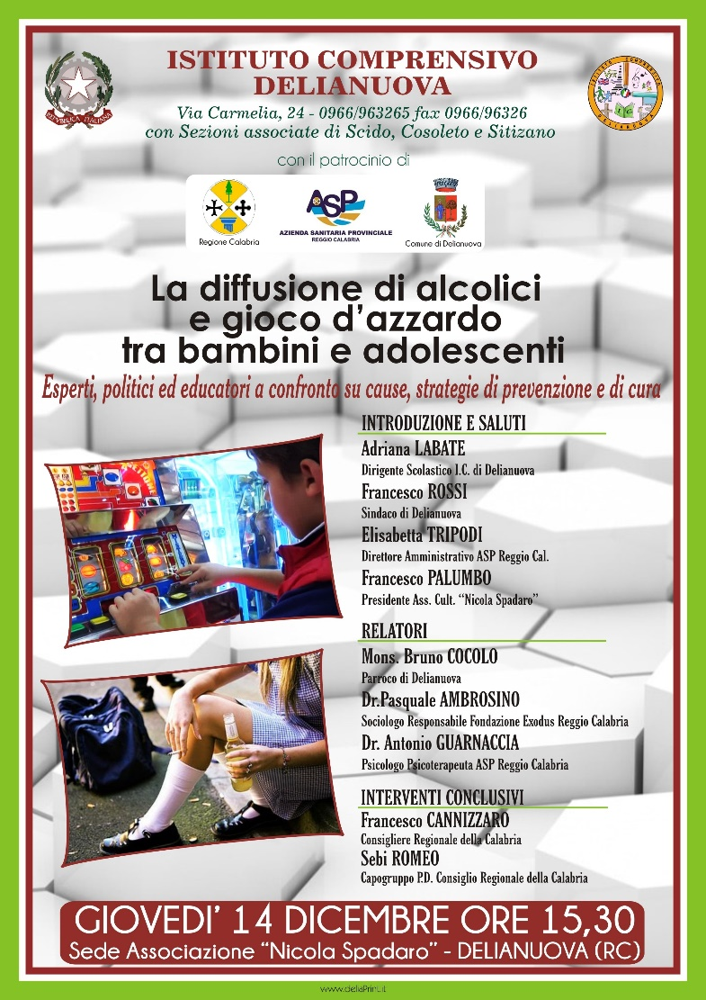 ISTITUTO COMPRENSIVO
DELIANUOVA
Via Carmelia, 24 - 0966/963265 fax 0966/96326
con Sezioni associate di Scido, Cosoleto e Sitizano
con il patrocinio di
REPVBBLICA ITALIANA
Regione Calabria
ASP
AZIENDA SANITARIA PROVINCIALE
REGGIO CALABRIA
Comune di Delianuova
La diffusione di alcolici
e gioco d'azzardo
tra bambini e adolescenti
Esperti, politici ed educatori a confronto su cause, strategie di prevenzione e di cura
INTRODUZIONE E SALUTI
Adriana LABATE
Dirigente Scolastico I.C. di Delianuova
Francesco ROSSI
Sindaco di Delianuova
Elisabetta TRIPODI
Direttore Amministrativo ASP Reggio Cal.
Francesco PALUMBO
Presidente Ass. Cult. "Nicola Spadaro"
RELATORI
Mons. Bruno COCOLO
Parroco di Delianuova
Dr.Pasquale AMBROSINO
Sociologo Responsabile Fondazione Exodus Reggio Calabria
Dr. Antonio GUARNACCIA
Psicologo Psicoterapeuta ASP Reggio Calabria
INTERVENTI CONCLUSIVI
Francesco CANNIZZARO
Consigliere Regionale della Calabria
Sebi ROMEO
Capogruppo P.D. Consiglio Regionale della Calabria
GIOVEDI' 14 DICEMBRE ORE 15,30
Sede Associazione "Nicola Spadaro" - DELIANUOVA (RC)
www.deliaPrint.it